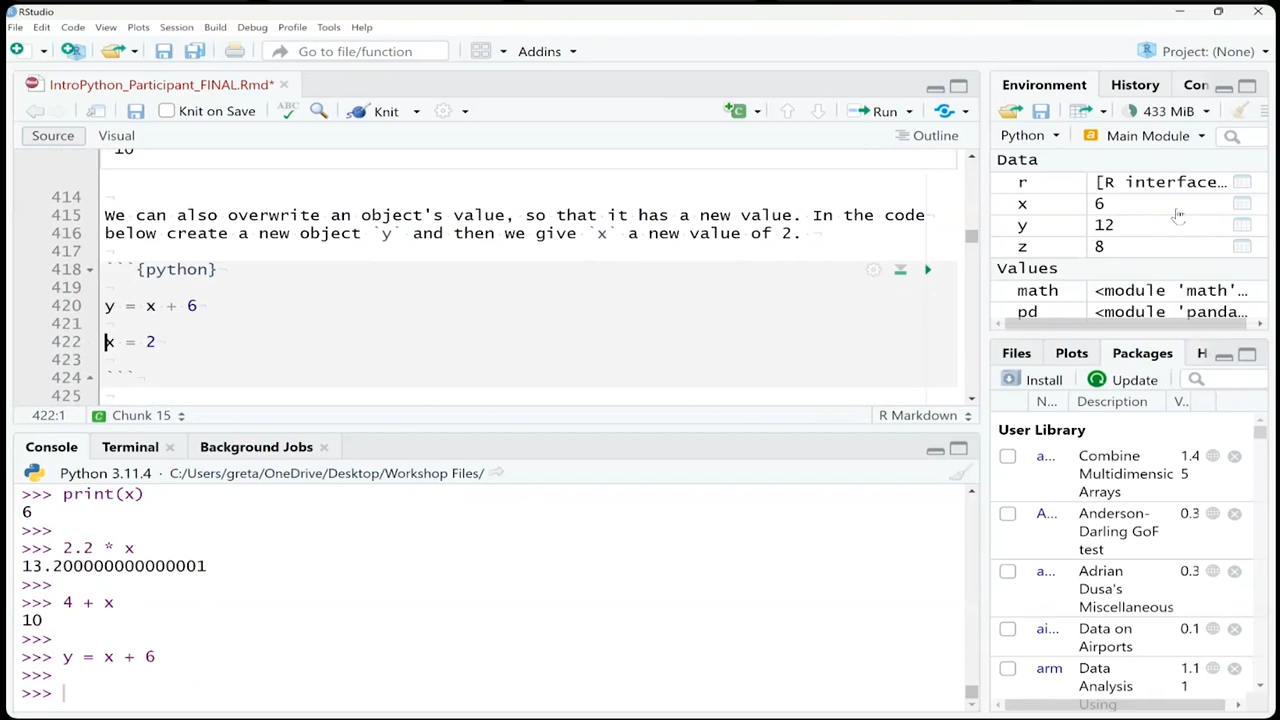 RStudio
File Edit Code View Plots Session Build Debug Profile Tools Help
Go to file/function Addins Project: (None)
IntroPython_Participant_FINAL.Rmd*
Knit on Save ABC Knit Run
Source Visual Outline
10
414
415 We can also overwrite an object's value, so that it has a new value. In the code
416 below create a new object `y` and then we give `x` a new value of 2.
417
418 ```{python}
419
420 y = x + 6
421
422 x = 2
423
424 ```
425
422:1 Chunk 15 R Markdown
Console Terminal Background Jobs
Python 3.11.4 · C:/Users/greta/OneDrive/Desktop/Workshop Files/
>>> print(x)
6
>>>
>>> 2.2 * x
13.200000000000001
>>>
>>> 4 + x
10
>>>
>>> y = x + 6
>>>
>>>
Environment History Con
433 MiB
Python Main Module
Data
r [R interface…
x 6
y 12
z 8
Values
math <module 'math'…
pd <module 'panda…
Files Plots Packages H
Install Update
N... Description V..
User Library
a... Combine 1.4
Multidimensic 5
Arrays
A... Anderson- 0.3
Darling GoF
test
a... Adrian 0.3
Dusa's
Miscellaneous
ai... Data on 0.1
Airports
arm Data 1.1
Analysis 1
Using